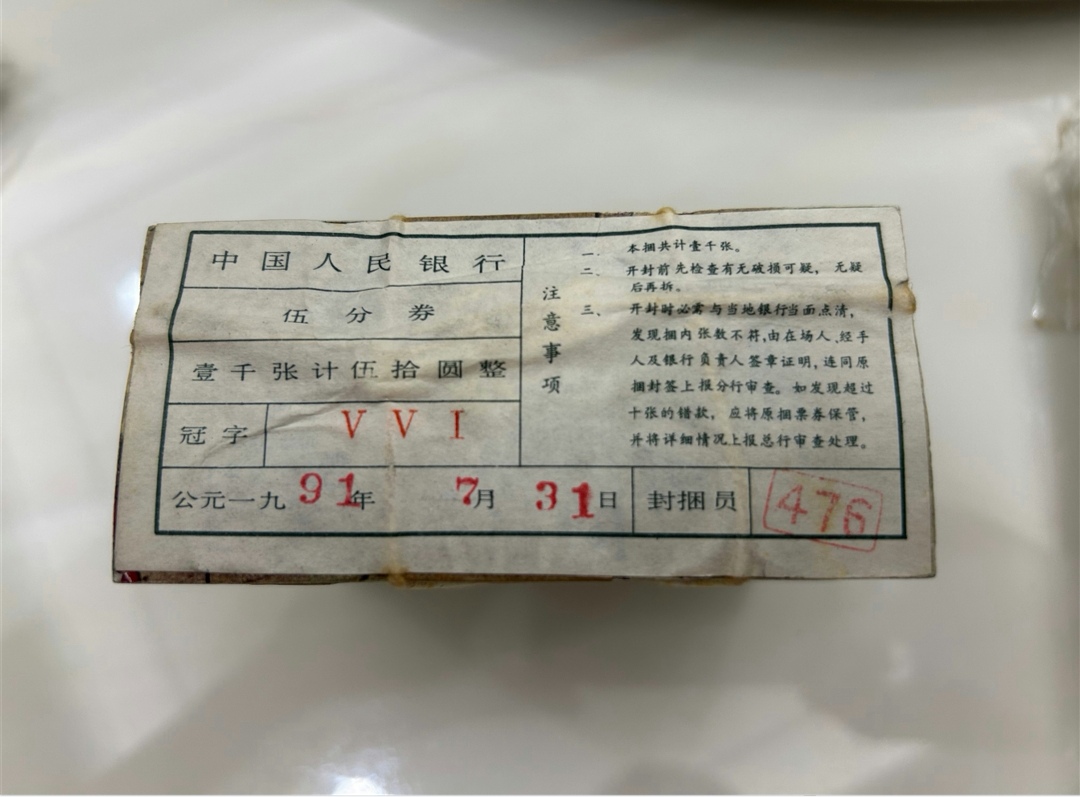 中国人民银行
伍分券
壹千张计伍拾圆整
冠字 VVI
公元一九91年 7月 31日 封捆员 476
注意事项
一、本捆共计壹千张。
二、开封前先检查有无破损可疑，无疑
后再拆。
三、开封时必需与当地银行当面点清，
发现捆内张数不符，由在场人、经手
人及银行负责人签章证明，连同原
捆封签上报分行审查。如发现超过
十张的错款，应将原捆票券保管，
并将详细情况上报总行审查处理。